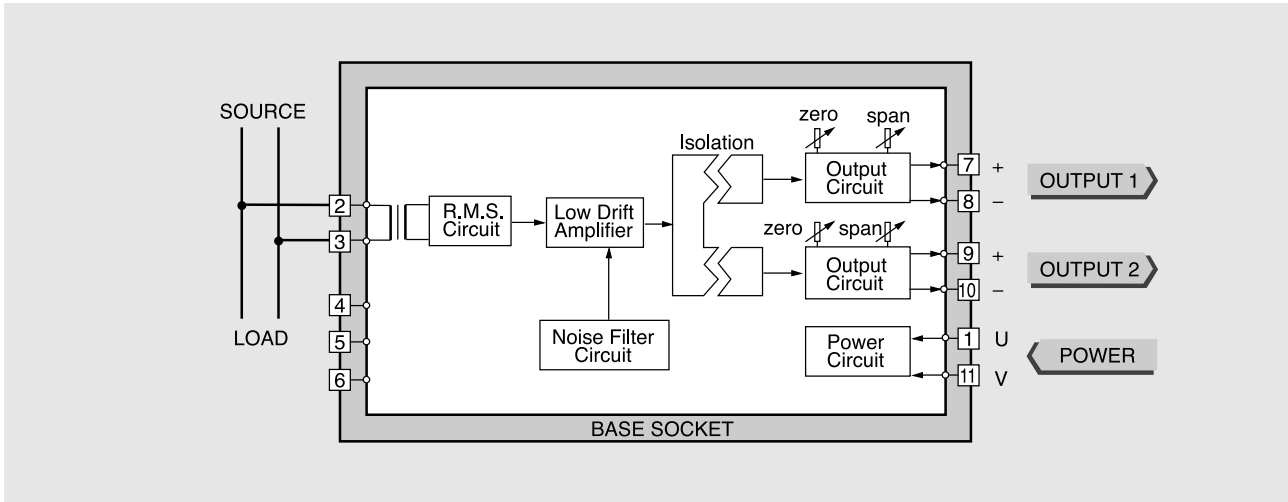 SOURCE
2
3
4
5
6
LOAD
R.M.S.
Circuit
Low Drift
Amplifier
Noise Filter
Circuit
Isolation
zero
span
Output
Circuit
zero
span
Output
Circuit
Power
Circuit
7 +
8 −
OUTPUT 1
9 +
10 −
OUTPUT 2
1 U
11 V
POWER
BASE SOCKET